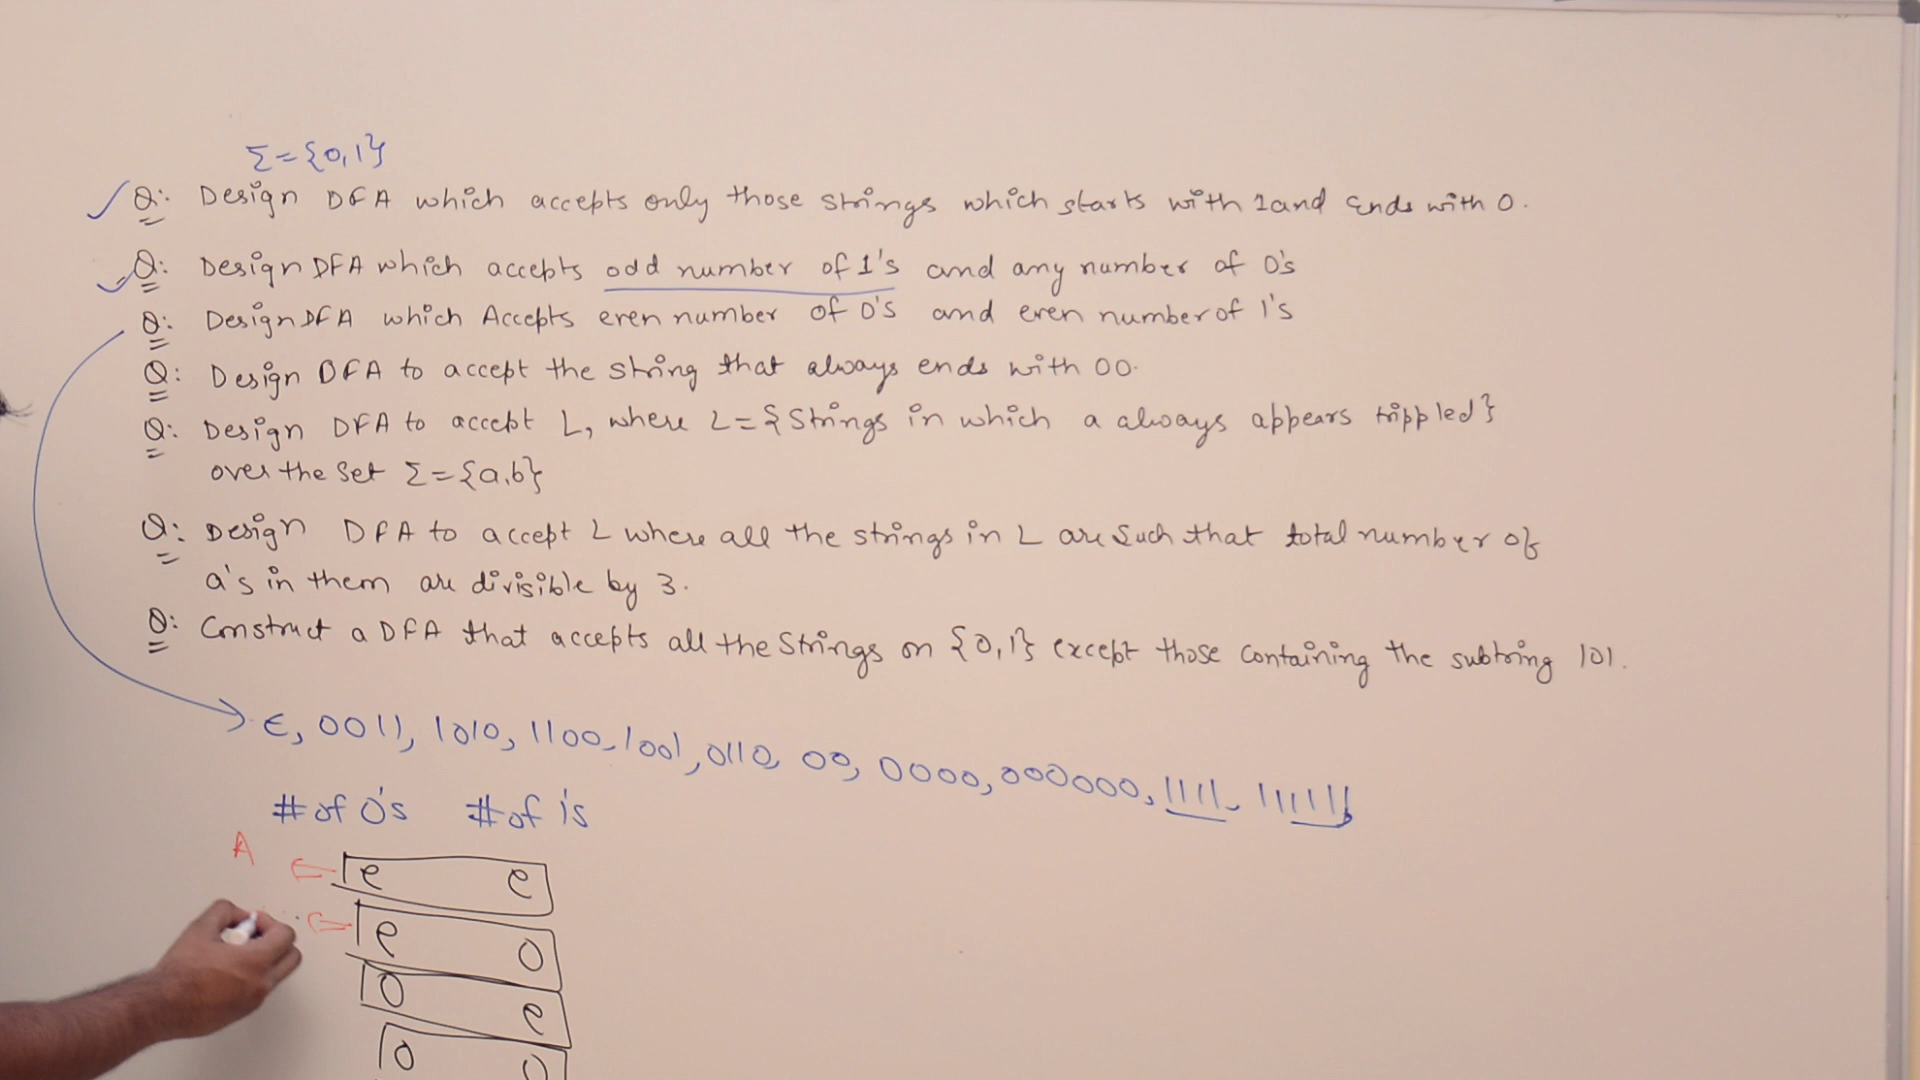 Σ={0,1}
Q: Design DFA which accepts only those strings which starts with 1 and ends with 0.
Q: Design DFA which accepts odd number of 1's and any number of 0's
Q: Design DFA which Accepts even number of 0's and even number of 1's
Q: Design DFA to accept the string that always ends with 00.
Q: Design DFA to accept L, where L={Strings in which a always appears trippled}
over the set Σ={a,b}
Q: Design DFA to accept L where all the strings in L are such that total number of
a's in them are divisible by 3.
Q: Construct a DFA that accepts all the strings on {0,1} except those containing the subtring 101.
ϵ, 0011, 1010, 1100, 1001, 0110, 00, 0000, 000000, 1111, 111111
# of 0's # of 1's
A e e
e 0
0 e
0 0